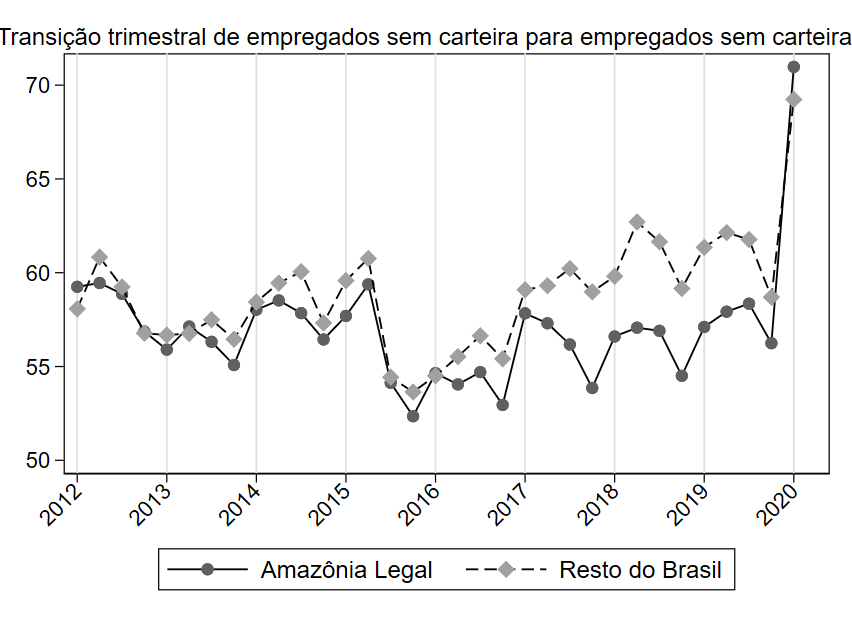 Transição trimestral de empregados sem carteira para empregados sem carteira
70
65
60
55
50
2012 2013 2014 2015 2016 2017 2018 2019 2020
Amazônia Legal Resto do Brasil